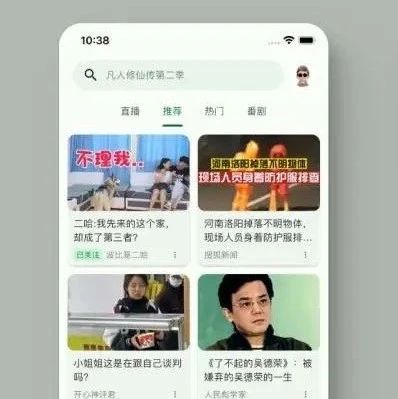 10:38
凡人修仙传第二季
直播 推荐 热门 番剧
不理我..
河南洛阳掉落不明物体
现场人员身着防护服排查
二哈:我先来的这个家，
却成了第三者?
已关注 波比是二哈
河南洛阳掉落不明物体，
现场人员身着防护服排...
搜狐新闻
小姐姐这是在跟自己谈判
吗?
开心神评君
《了不起的吴德荣》：被
嫌弃的吴德荣的一生
人民彪学家